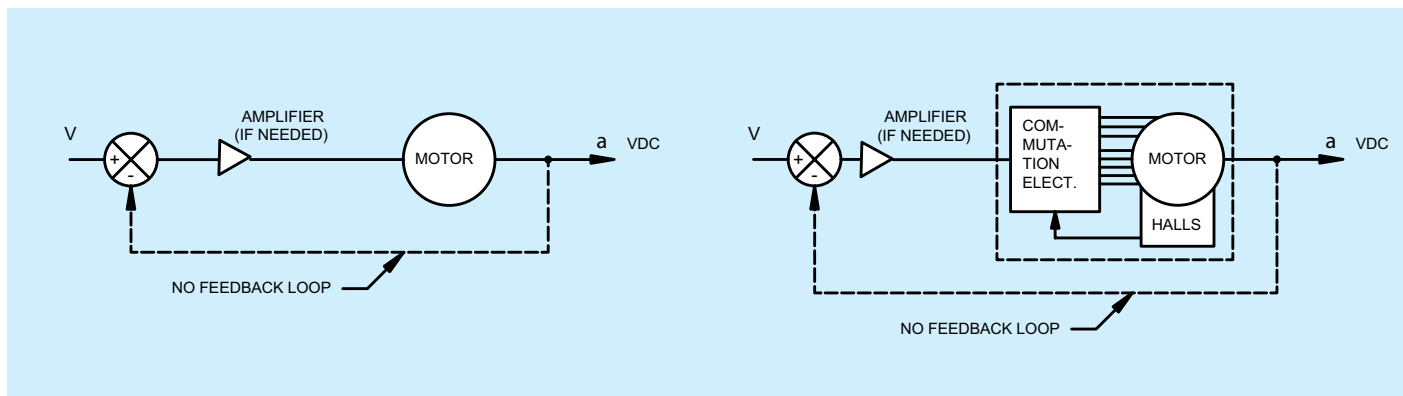 V
+
-
AMPLIFIER
(IF NEEDED)
MOTOR
a VDC
NO FEEDBACK LOOP
V
+
-
AMPLIFIER
(IF NEEDED)
COM-
MUTA-
TION
ELECT.
MOTOR
HALLS
a VDC
NO FEEDBACK LOOP